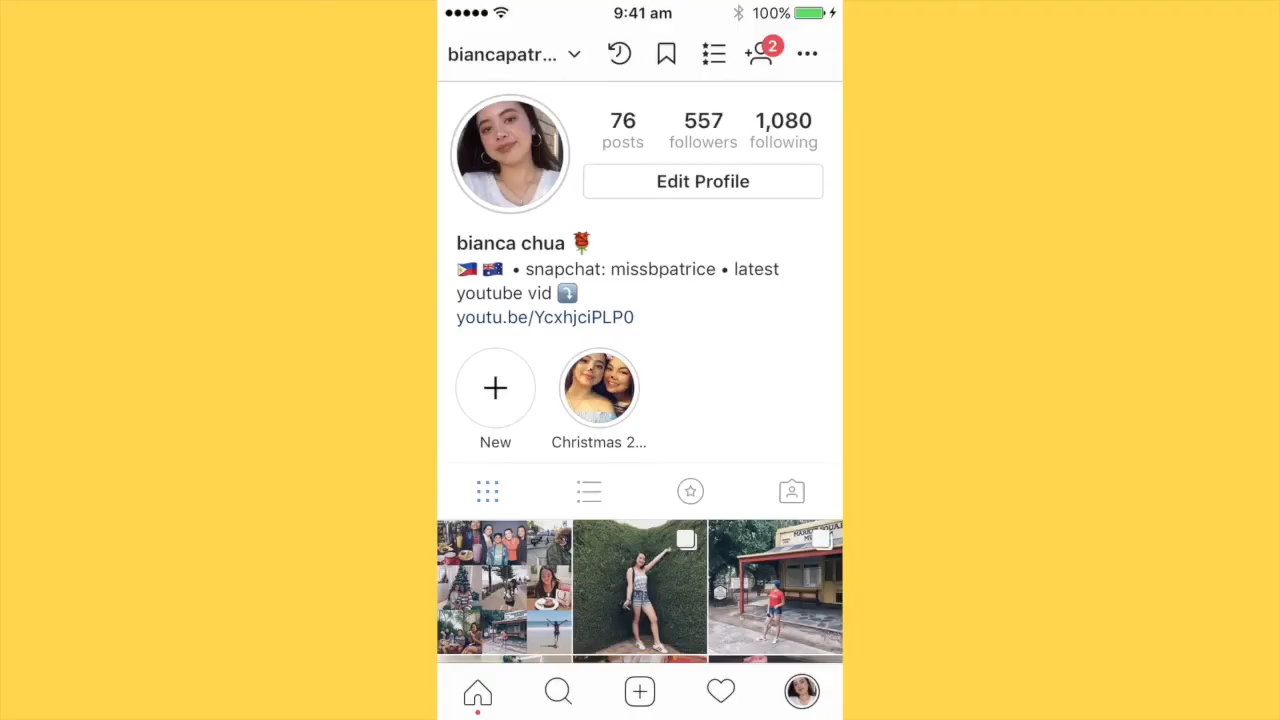 9:41 am
100%
biancapatr...
2
76
557
1,080
posts
followers
following
Edit Profile
bianca chua 🌹
🇵🇭 🇦🇺 • snapchat: missbpatrice • latest
youtube vid ⤵️
youtu.be/YcxhjciPLP0
New
Christmas 2...